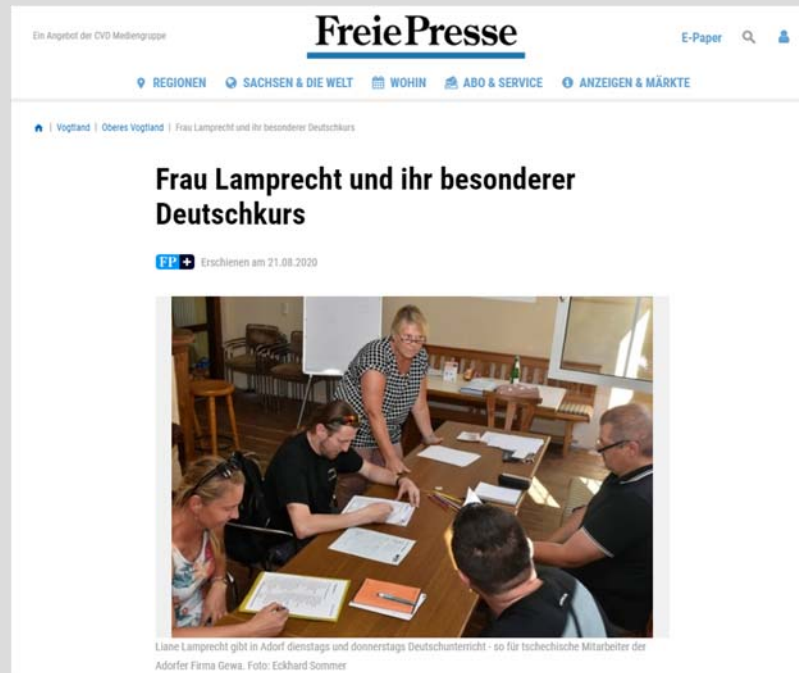 Ein Angebot der CVD Mediengruppe
Freie Presse
E-Paper
REGIONEN SACHSEN & DIE WELT WOHIN ABO & SERVICE ANZEIGEN & MÄRKTE
| Vogtland | Oberes Vogtland | Frau Lamprecht und ihr besonderer Deutschkurs
Frau Lamprecht und ihr besonderer
Deutschkurs
FP + Erschienen am 21.08.2020
Liane Lamprecht gibt in Adorf dienstags und donnerstags Deutschunterricht - so für tschechische Mitarbeiter der
Adorfer Firma Gewa. Foto: Eckhard Sommer